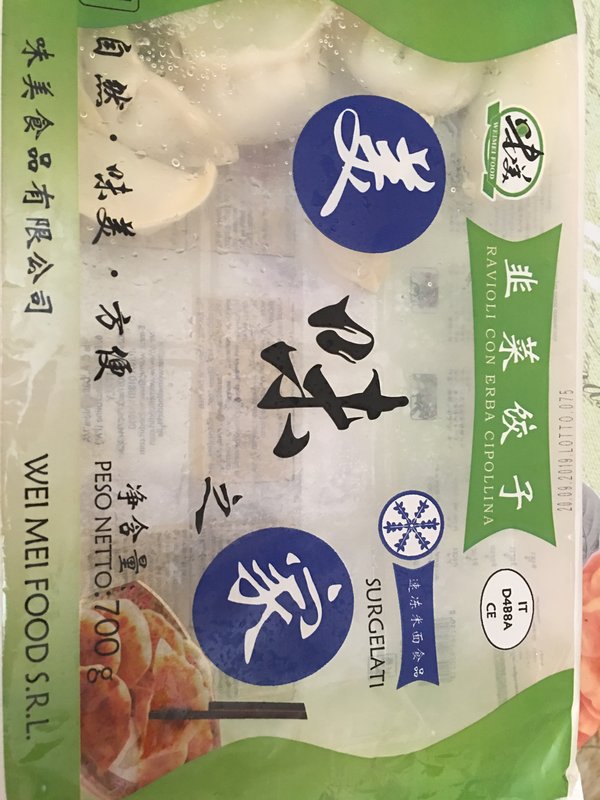 味美
WEIMEI FOOD
韭菜饺子
RAVIOLI CON ERBA CIPOLLINA
IT
D4B8A
CE
速冻米面食品
SURGELATI
美味之家
自然·味美·方便
净含量
PESO NETTO: 700 g
味美食品有限公司
WEI MEI FOOD S.R.L.